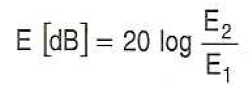 E [dB] = 20 log E₂/E₁